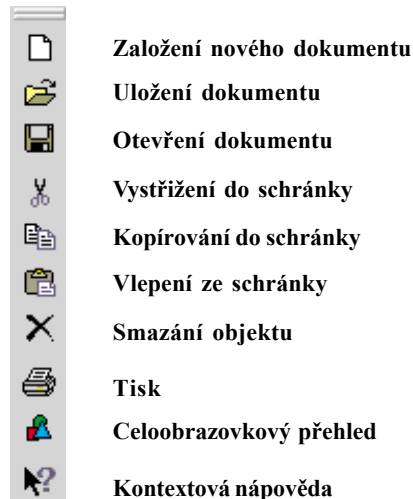 Založení nového dokumentu
Uložení dokumentu
Otevření dokumentu
Vystřižení do schránky
Kopírování do schránky
Vlepení ze schránky
Smazání objektu
Tisk
Celoobrazovkový přehled
Kontextová nápověda